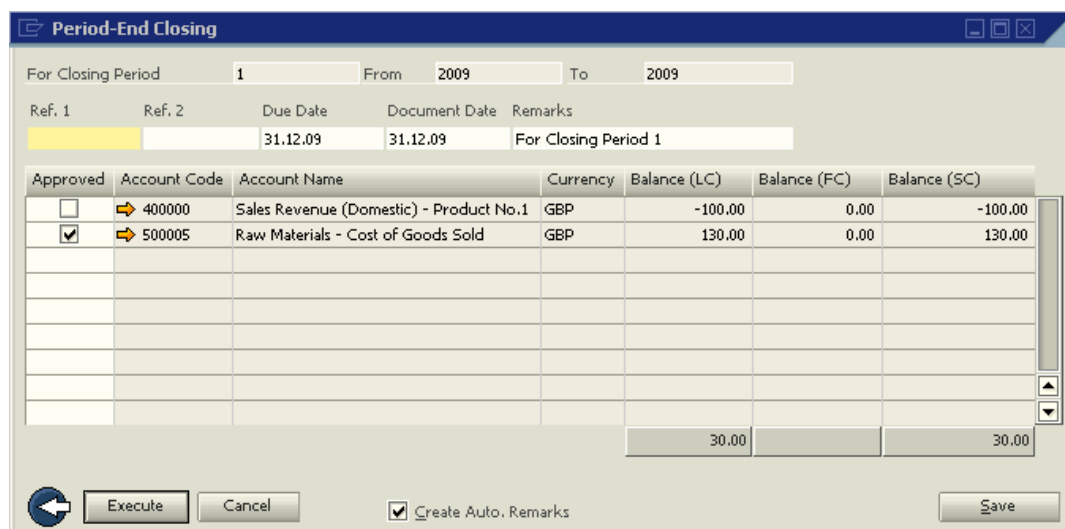 Period-End Closing
For Closing Period 1 From 2009 To 2009
Ref. 1 Ref. 2 Due Date Document Date Remarks
31.12.09 31.12.09 For Closing Period 1
Approved Account Code Account Name Currency Balance (LC) Balance (FC) Balance (SC)
400000 Sales Revenue (Domestic) - Product No.1 GBP -100.00 0.00 -100.00
500005 Raw Materials - Cost of Goods Sold GBP 130.00 0.00 130.00
30.00 30.00
Execute Cancel Create Auto. Remarks Save